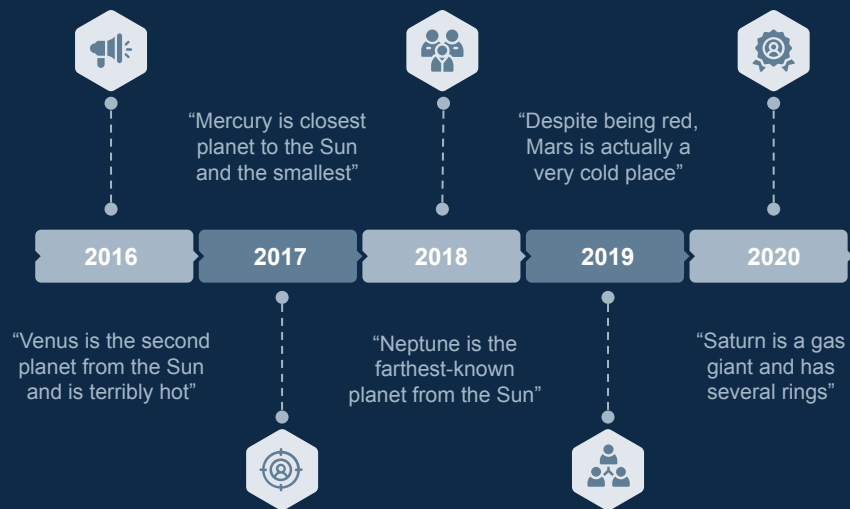 “Mercury is closest
planet to the Sun
and the smallest”
“Despite being red,
Mars is actually a
very cold place”
2016
2017
2018
2019
2020
“Venus is the second
planet from the Sun
and is terribly hot”
“Neptune is the
farthest-known
planet from the Sun”
“Saturn is a gas
giant and has
several rings”